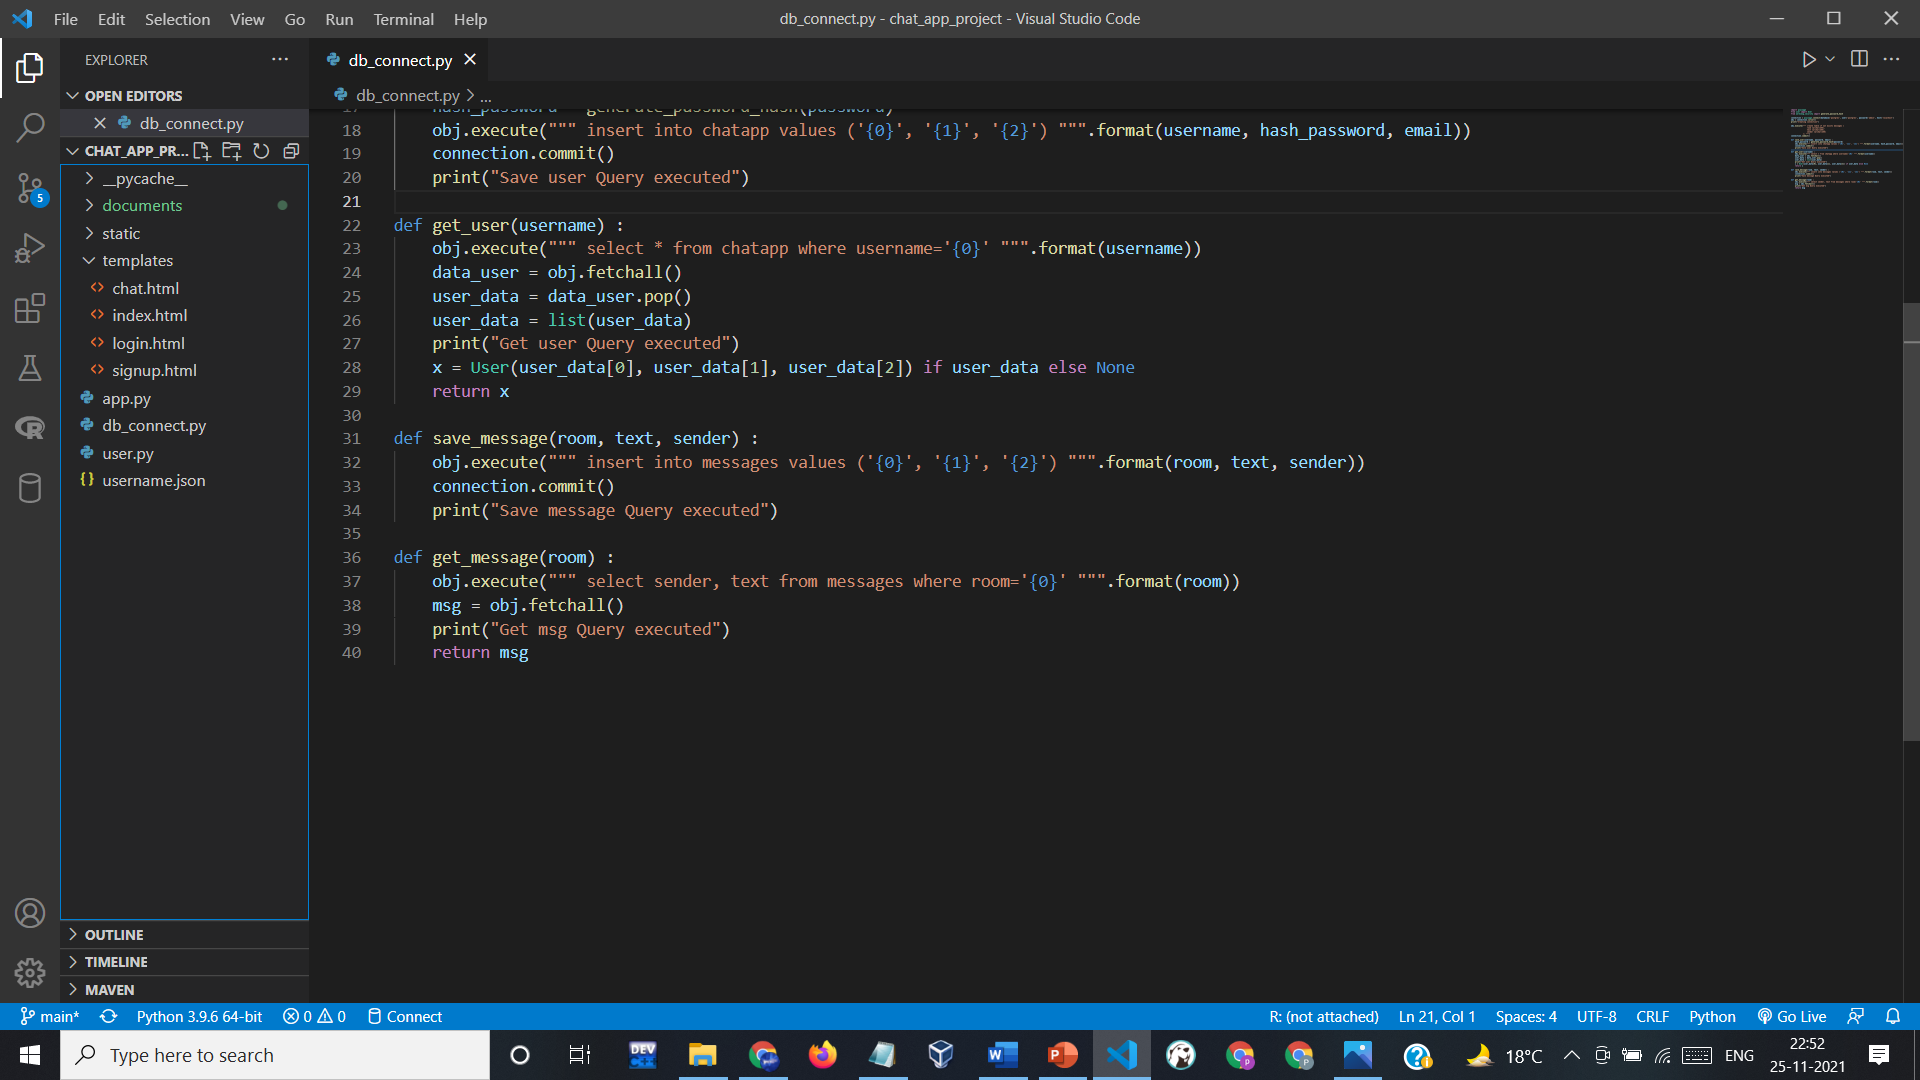 File Edit Selection View Go Run Terminal Help
db_connect.py - chat_app_project - Visual Studio Code
EXPLORER
OPEN EDITORS
db_connect.py
CHAT_APP_PR...
__pycache__
documents
static
templates
chat.html
index.html
login.html
signup.html
app.py
db_connect.py
user.py
username.json
OUTLINE
TIMELINE
MAVEN
5
db_connect.py
db_connect.py > ...
17 hash_password = generate_password_hash(password)
18 obj.execute(""" insert into chatapp values ('{0}', '{1}', '{2}') """.format(username, hash_password, email))
19 connection.commit()
20 print("Save user Query executed")
21
22 def get_user(username) :
23 obj.execute(""" select * from chatapp where username='{0}' """.format(username))
24 data_user = obj.fetchall()
25 user_data = data_user.pop()
26 user_data = list(user_data)
27 print("Get user Query executed")
28 x = User(user_data[0], user_data[1], user_data[2]) if user_data else None
29 return x
30
31 def save_message(room, text, sender) :
32 obj.execute(""" insert into messages values ('{0}', '{1}', '{2}') """.format(room, text, sender))
33 connection.commit()
34 print("Save message Query executed")
35
36 def get_message(room) :
37 obj.execute(""" select sender, text from messages where room='{0}' """.format(room))
38 msg = obj.fetchall()
39 print("Get msg Query executed")
40 return msg
main* Python 3.9.6 64-bit 0 0 Connect
R: (not attached) Ln 21, Col 1 Spaces: 4 UTF-8 CRLF Python Go Live
Type here to search
DEV
18°C ENG
22:52
25-11-2021